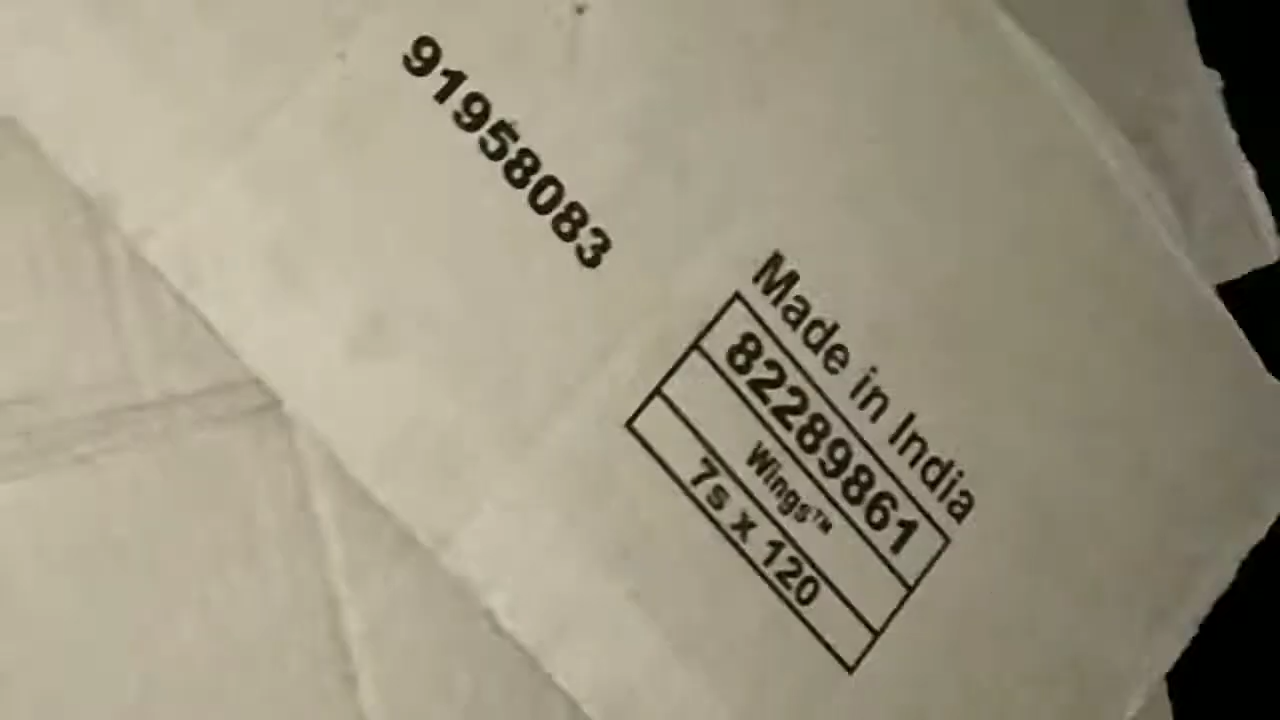 91958083
Made in India
82289861
Wings™
7s x 120